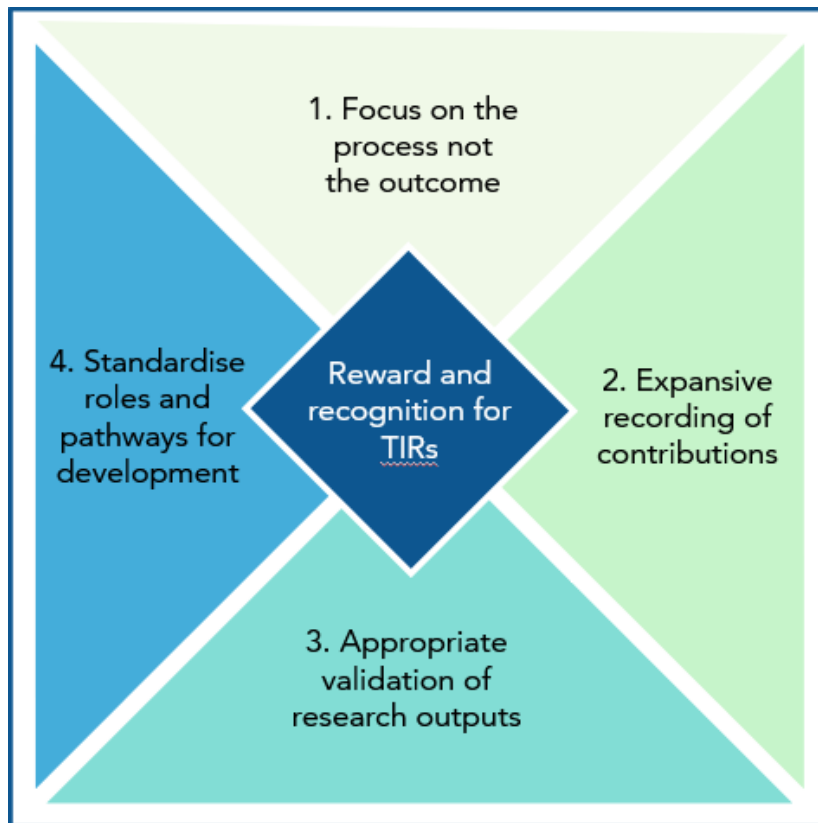 1. Focus on the
process not
the outcome
4. Standardise
roles and
pathways for
development
Reward and
recognition for
TIRs
2. Expansive
recording of
contributions
3. Appropriate
validation of
research outputs